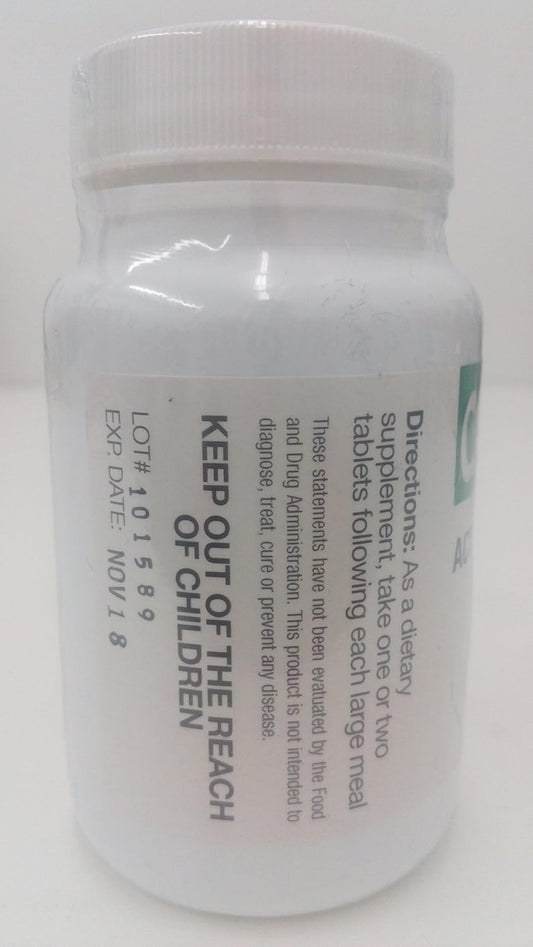 Directions: As a dietary
supplement, take one or two
tablets following each large meal
These statements have not been evatuated by the Food
and Drug Administration. This product is not intended to
diagnose, treat, cure or prevent any disease.
KEEP OUT OF THE REACH
OF CHILDREN
LOT# 101589
EXP. DATE: NOV 18